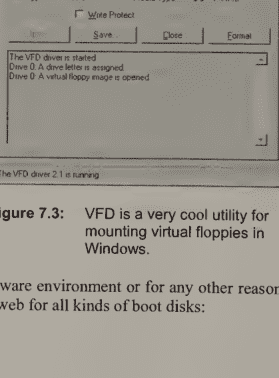 Write Protect
Save..
Close
Format
The VFD driver is started.
Drive 0: A drive letter is assigned.
Drive 0: A virtual floppy image is opened
The VFD driver 2.1 is running
igure 7.3: VFD is a very cool utility for
mounting virtual floppies in
Windows.
ware environment or for any other reason
web for all kinds of boot disks: